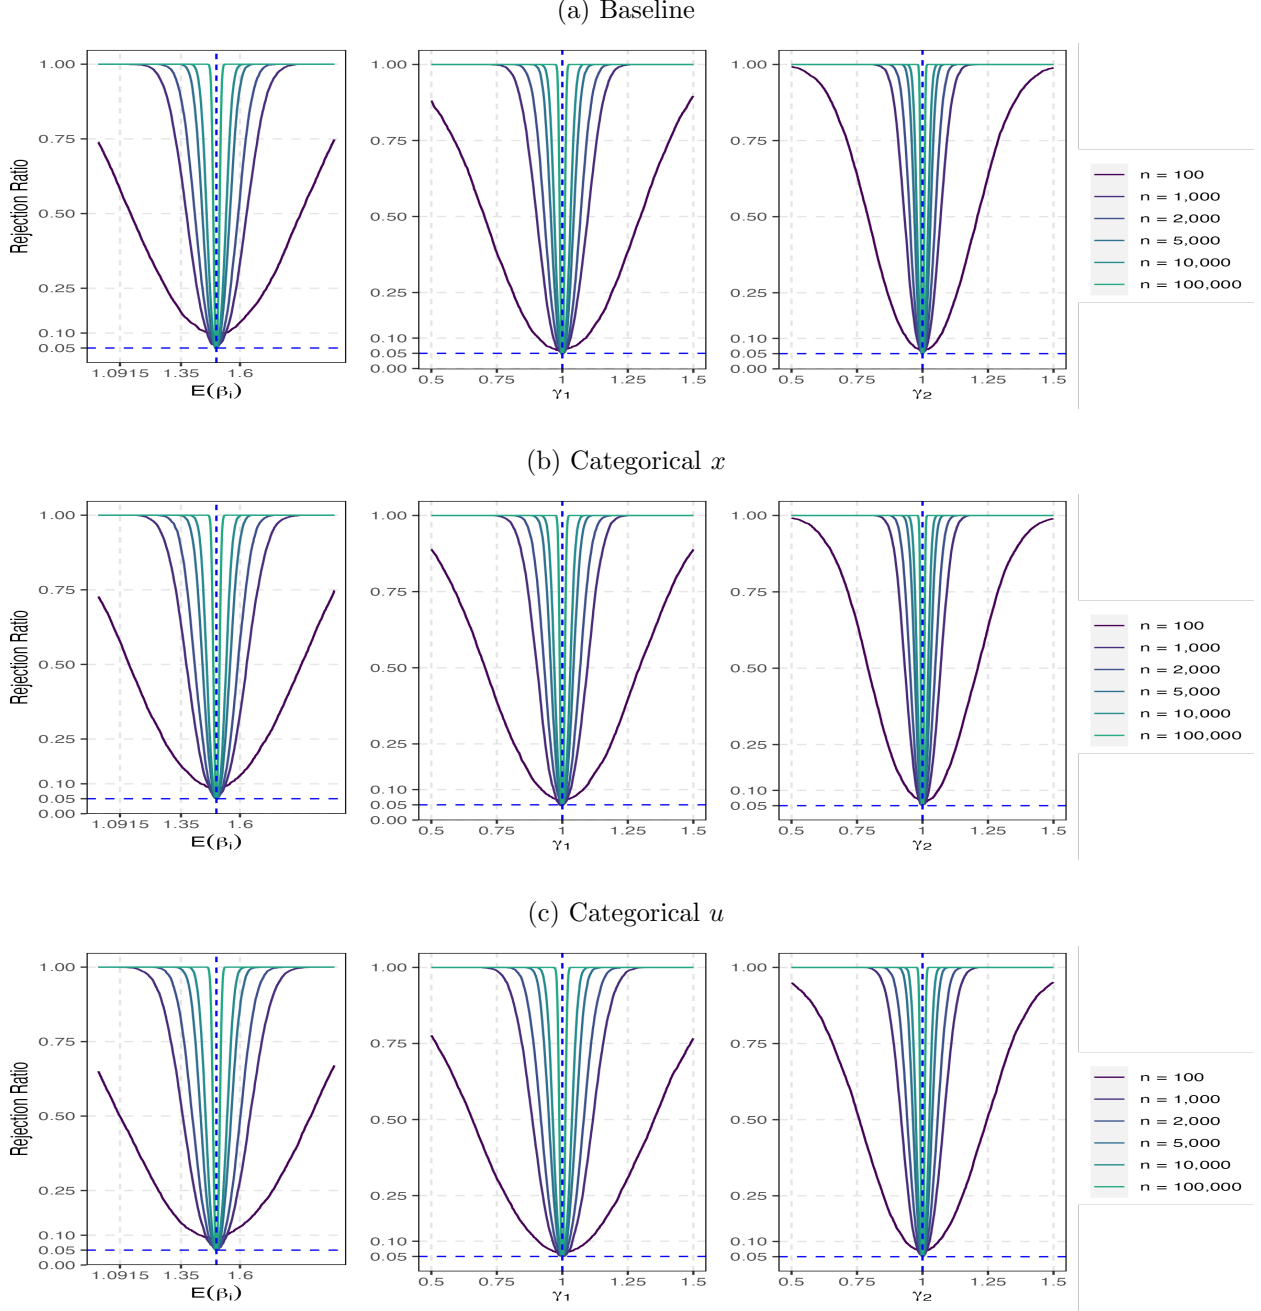 (a) Baseline
Rejection Ratio
1.00
0.75
0.50
0.25
0.10
0.05
1.0915 1.35 1.6
E(βi)
1.00
0.75
0.50
0.25
0.10
0.05
0.00
0.5 0.75 1 1.25 1.5
γ1
1.00
0.75
0.50
0.25
0.10
0.05
0.00
0.5 0.75 1 1.25 1.5
γ2
n = 100
n = 1,000
n = 2,000
n = 5,000
n = 10,000
n = 100,000
(b) Categorical x
Rejection Ratio
1.00
0.75
0.50
0.25
0.10
0.05
0.00
1.0915 1.35 1.6
E(βi)
1.00
0.75
0.50
0.25
0.10
0.05
0.00
0.5 0.75 1 1.25 1.5
γ1
1.00
0.75
0.50
0.25
0.10
0.05
0.00
0.5 0.75 1 1.25 1.5
γ2
n = 100
n = 1,000
n = 2,000
n = 5,000
n = 10,000
n = 100,000
(c) Categorical u
Rejection Ratio
1.00
0.75
0.50
0.25
0.10
0.05
0.00
1.0915 1.35 1.6
E(βi)
1.00
0.75
0.50
0.25
0.10
0.05
0.00
0.5 0.75 1 1.25 1.5
γ1
1.00
0.75
0.50
0.25
0.10
0.05
0.00
0.5 0.75 1 1.25 1.5
γ2
n = 100
n = 1,000
n = 2,000
n = 5,000
n = 10,000
n = 100,000